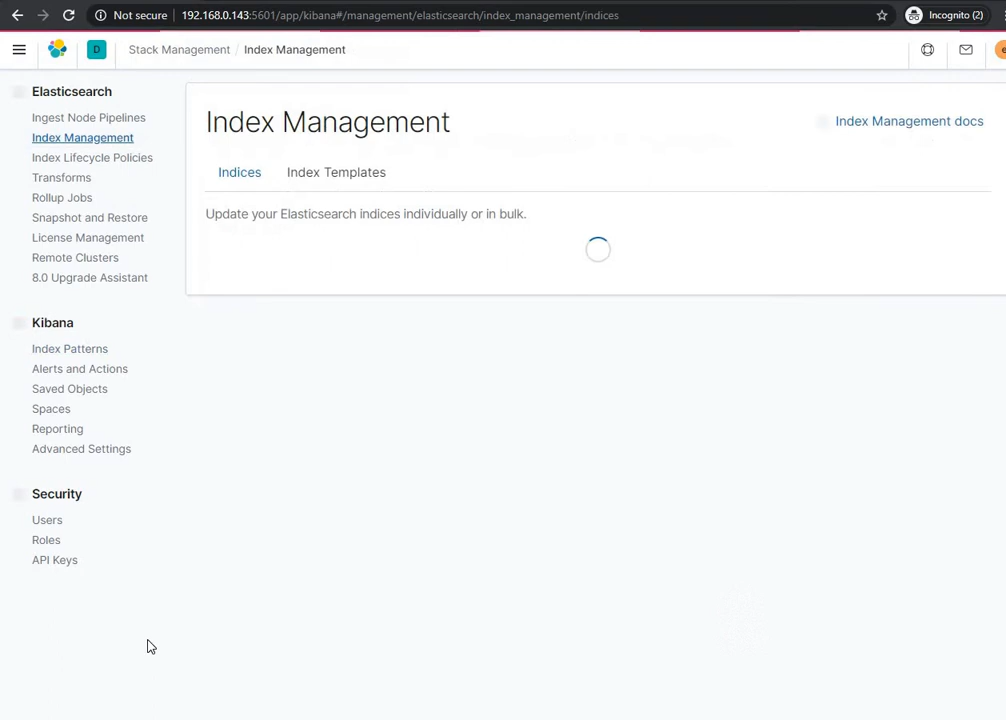 Not secure
192.168.0.143:5601/app/kibana#/management/elasticsearch/index_management/indices
Incognito (2)
D
Stack Management / Index Management
e
Elasticsearch
Ingest Node Pipelines
Index Management
Index Lifecycle Policies
Transforms
Rollup Jobs
Snapshot and Restore
License Management
Remote Clusters
8.0 Upgrade Assistant
Kibana
Index Patterns
Alerts and Actions
Saved Objects
Spaces
Reporting
Advanced Settings
Security
Users
Roles
API Keys
Index Management
Index Management docs
Indices
Index Templates
Update your Elasticsearch indices individually or in bulk.